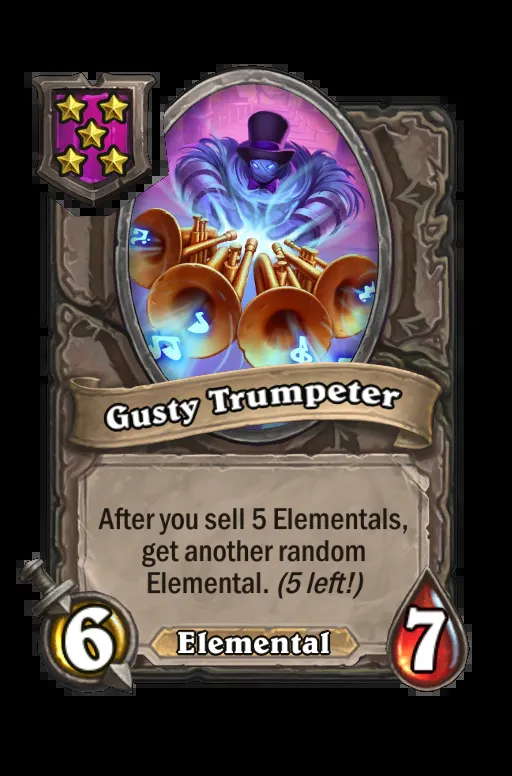 Gusty Trumpeter
After you sell 5 Elementals,
get another random
Elemental. (5 left!)
6
Elemental
7